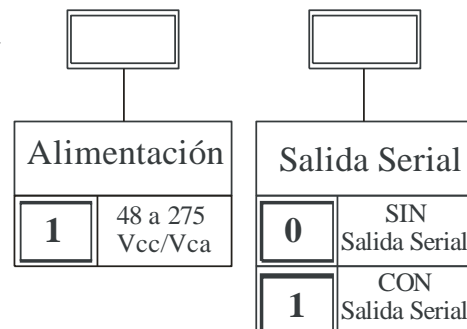 Alimentación
1
48 a 275
Vcc/Vca
Salida Serial
0
SIN
Salida Serial
1
CON
Salida Serial